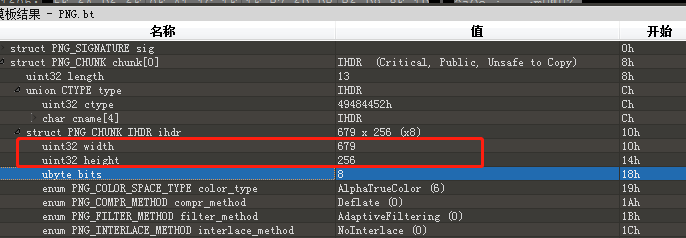 模板结果 - PNG.bt
名称 值 开始
struct PNG_SIGNATURE sig 0h
struct PNG_CHUNK chunk[0] IHDR (Critical, Public, Unsafe to Copy) 8h
uint32 length 13 8h
union CTYPE type IHDR Ch
uint32 ctype 49484452h Ch
char cname[4] IHDR Ch
struct PNG_CHUNK_IHDR ihdr 679 x 256 (x8) 10h
uint32 width 679 10h
uint32 height 256 14h
ubyte bits 8 18h
enum PNG_COLOR_SPACE_TYPE color_type AlphaTrueColor (6) 19h
enum PNG_COMPR_METHOD compr_method Deflate (0) 1Ah
enum PNG_FILTER_METHOD filter_method AdaptiveFiltering (0) 1Bh
enum PNG_INTERLACE_METHOD interlace_method NoInterlace (0) 1Ch